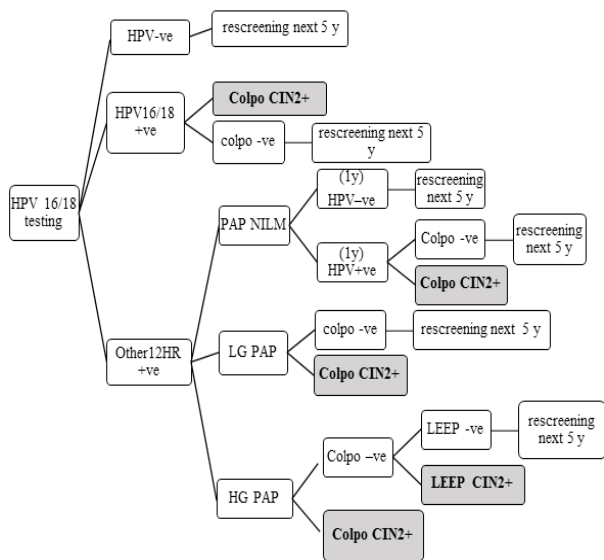 HPV-ve
rescreening next 5 y
HPV16/18
+ve
Colpo CIN2+
colpo -ve
rescreening next 5
y
HPV 16/18
testing
PAP NILM
(1y)
HPV–ve
rescreening
next 5 y
(1y)
HPV+ve
Colpo -ve
rescreening
next 5 y
Colpo CIN2+
Other12HR
+ve
LG PAP
colpo -ve
rescreening next  5 y
Colpo CIN2+
HG PAP
Colpo –ve
LEEP -ve
rescreening
next 5 y
LEEP CIN2+
Colpo CIN2+